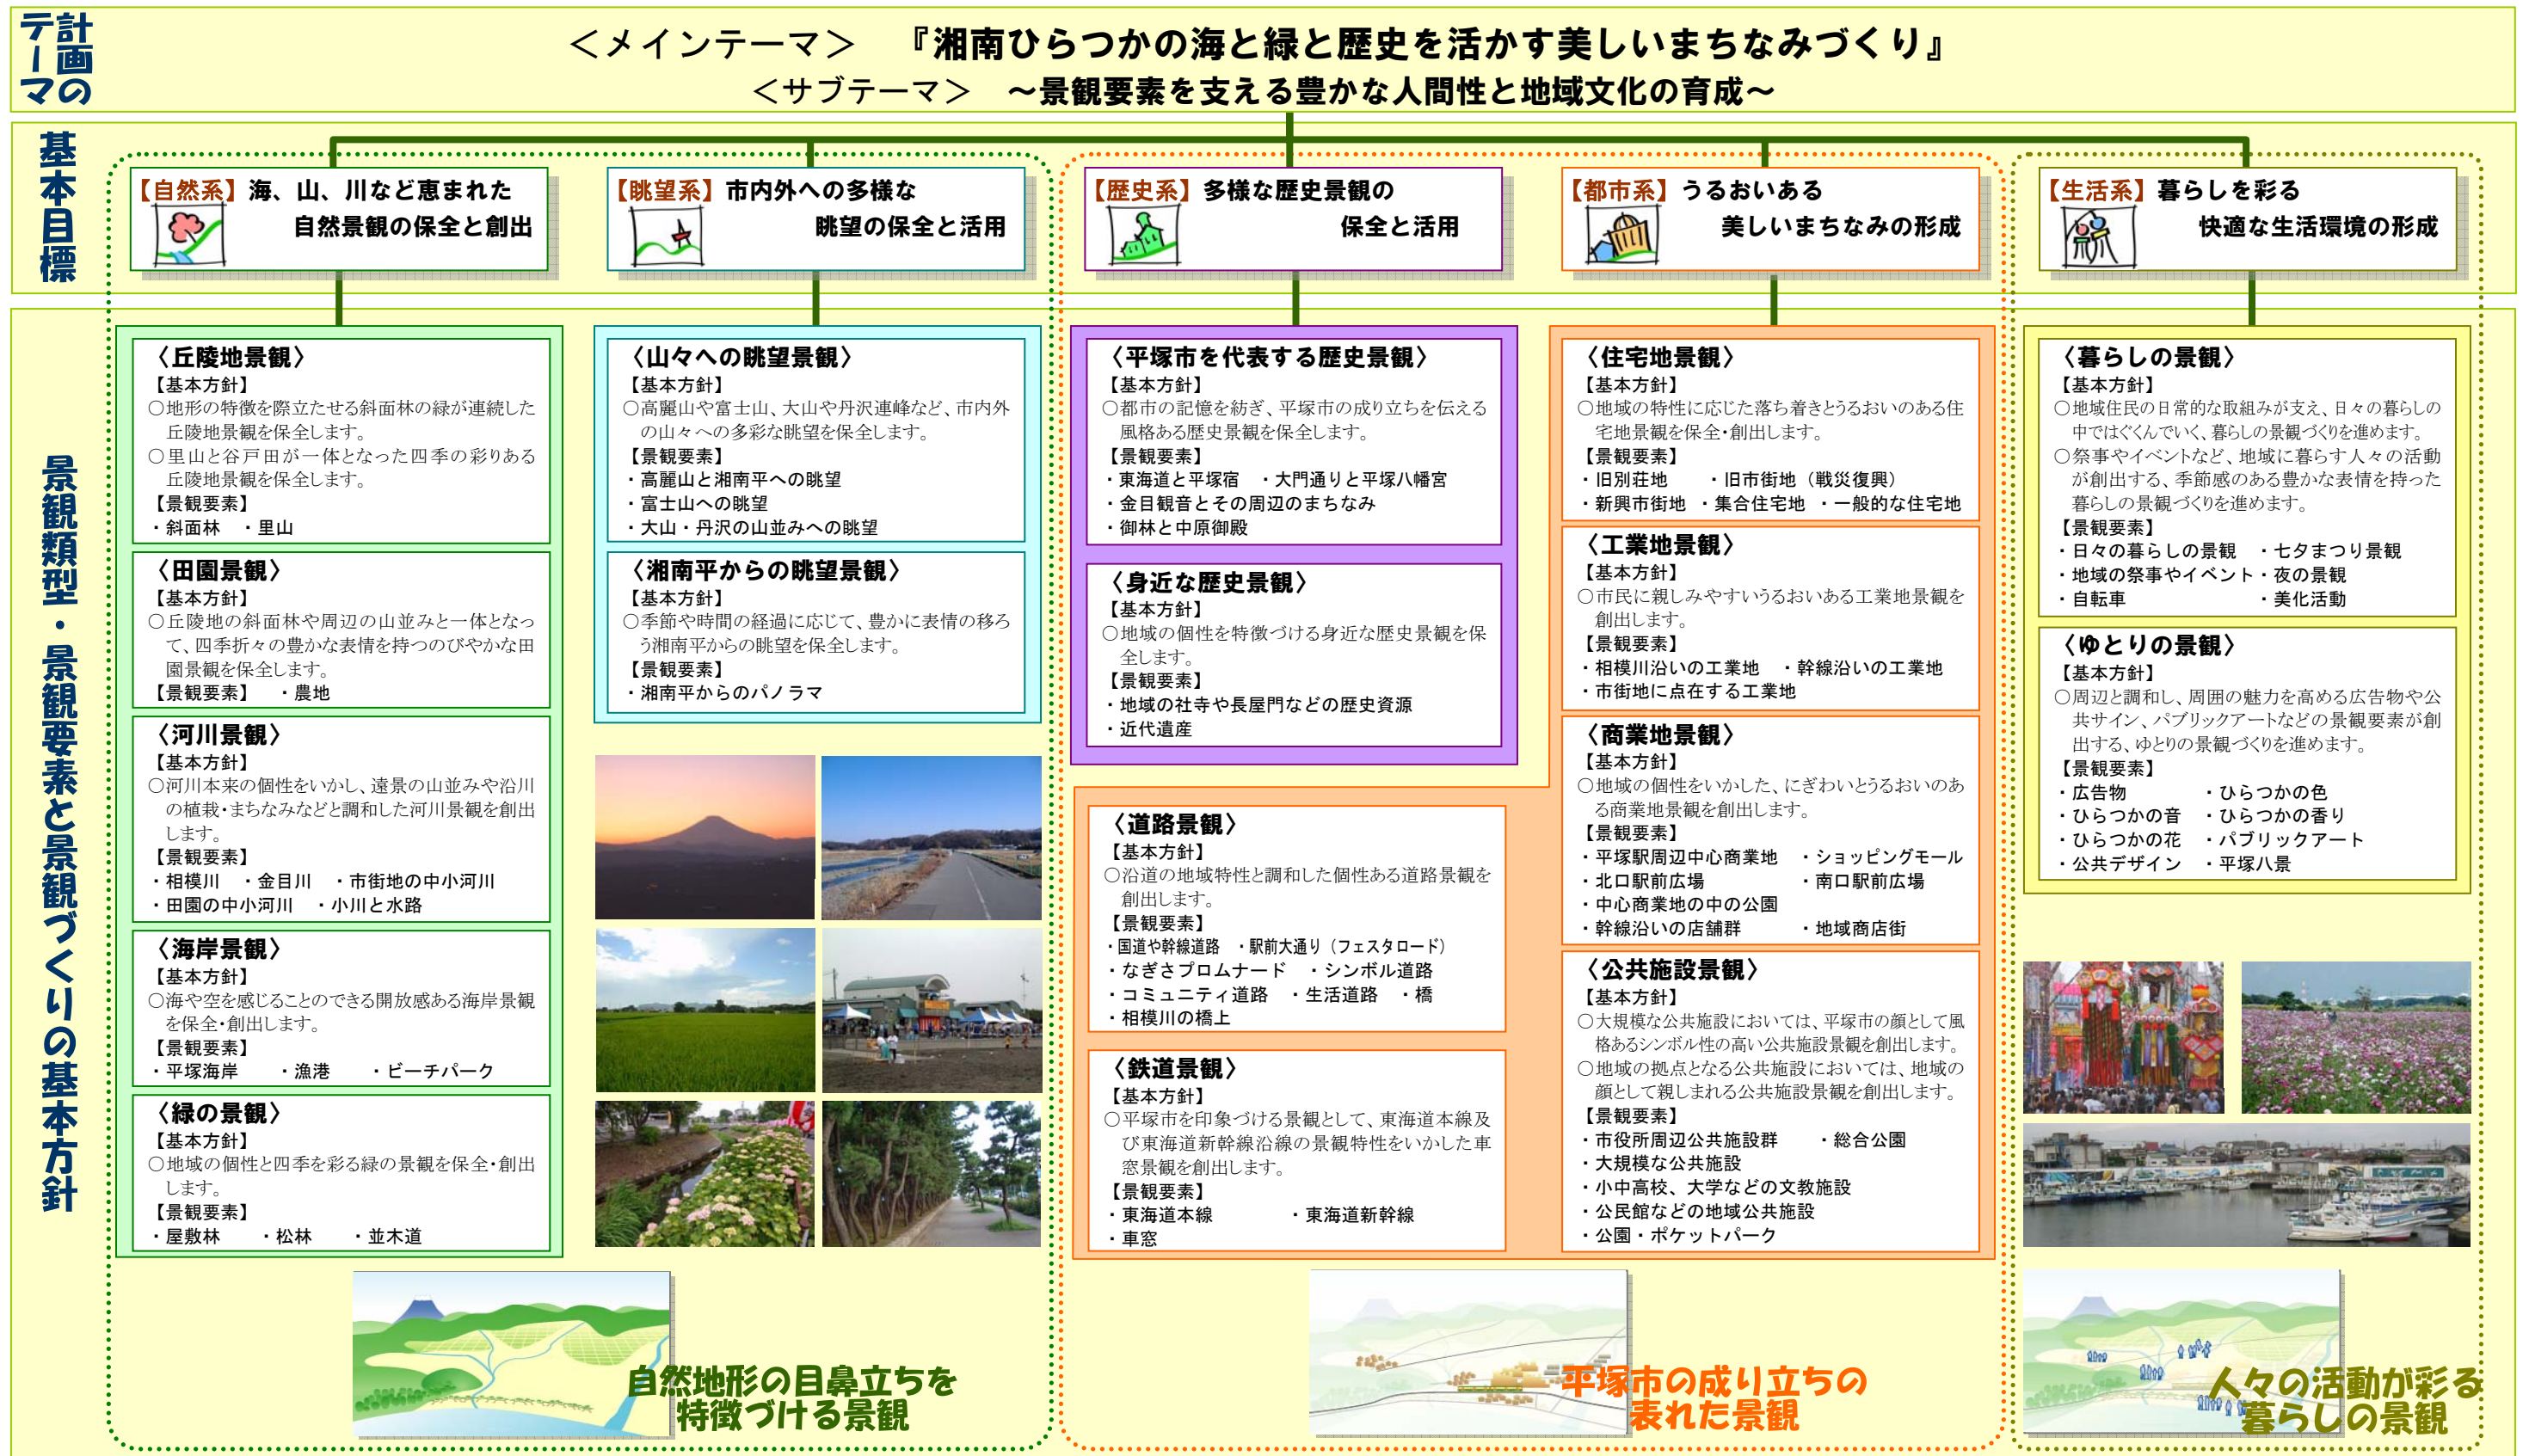 計画の
テーマ
＜メインテーマ＞　『湘南ひらつかの海と緑と歴史を活かす美しいまちなみづくり』
＜サブテーマ＞　～景観要素を支える豊かな人間性と地域文化の育成～
基本目標
【自然系】海、山、川など恵まれた
自然景観の保全と創出
【眺望系】市内外への多様な
眺望の保全と活用
【歴史系】多様な歴史景観の
保全と活用
【都市系】うるおいある
美しいまちなみの形成
【生活系】暮らしを彩る
快適な生活環境の形成
景観類型・景観要素と景観づくりの基本方針
〈丘陵地景観〉
【基本方針】
○地形の特徴を際立たせる斜面林の緑が連続した
丘陵地景観を保全します。
○里山と谷戸田が一体となった四季の彩りある
丘陵地景観を保全します。
【景観要素】
・斜面林　・里山
〈田園景観〉
【基本方針】
○丘陵地の斜面林や周辺の山並みと一体となっ
て、四季折々の豊かな表情を持つのびやかな田
園景観を保全します。
【景観要素】　・農地
〈河川景観〉
【基本方針】
○河川本来の個性をいかし、遠景の山並みや沿川
の植栽・まちなみなどと調和した河川景観を創出
します。
【景観要素】
・相模川　・金目川　・市街地の中小河川
・田園の中小河川　・小川と水路
〈海岸景観〉
【基本方針】
○海や空を感じることのできる開放感ある海岸景観
を保全・創出します。
【景観要素】
・平塚海岸　・漁港　・ビーチパーク
〈緑の景観〉
【基本方針】
○地域の個性と四季を彩る緑の景観を保全・創出
します。
【景観要素】
・屋敷林　・松林　・並木道
〈山々への眺望景観〉
【基本方針】
○高麗山や富士山、大山や丹沢連峰など、市内外
の山々への多彩な眺望を保全します。
【景観要素】
・高麗山と湘南平への眺望
・富士山への眺望
・大山・丹沢の山並みへの眺望
〈湘南平からの眺望景観〉
【基本方針】
○季節や時間の経過に応じて、豊かに表情の移ろ
う湘南平からの眺望を保全します。
【景観要素】
・湘南平からのパノラマ
〈平塚市を代表する歴史景観〉
【基本方針】
○都市の記憶を紡ぎ、平塚市の成り立ちを伝える
風格ある歴史景観を保全します。
【景観要素】
・東海道と平塚宿　・大門通りと平塚八幡宮
・金目観音とその周辺のまちなみ
・御林と中原御殿
〈身近な歴史景観〉
【基本方針】
○地域の個性を特徴づける身近な歴史景観を保
全します。
【景観要素】
・地域の社寺や長屋門などの歴史資源
・近代遺産
〈道路景観〉
【基本方針】
○沿道の地域特性と調和した個性ある道路景観を
創出します。
【景観要素】
・国道や幹線道路　・駅前大通り（フェスタロード）
・なぎさプロムナード　・シンボル道路
・コミュニティ道路　・生活道路　・橋
・相模川の橋上
〈鉄道景観〉
【基本方針】
○平塚市を印象づける景観として、東海道本線及
び東海道新幹線沿線の景観特性をいかした車
窓景観を創出します。
【景観要素】
・東海道本線　・東海道新幹線
・車窓
〈住宅地景観〉
【基本方針】
○地域の特性に応じた落ち着きとうるおいのある住
宅地景観を保全・創出します。
【景観要素】
・旧別荘地　・旧市街地（戦災復興）
・新興市街地　・集合住宅地　・一般的な住宅地
〈工業地景観〉
【基本方針】
○市民に親しみやすいうるおいある工業地景観を
創出します。
【景観要素】
・相模川沿いの工業地　・幹線沿いの工業地
・市街地に点在する工業地
〈商業地景観〉
【基本方針】
○地域の個性をいかした、にぎわいとうるおいのあ
る商業地景観を創出します。
【景観要素】
・平塚駅周辺中心商業地　・ショッピングモール
・北口駅前広場　・南口駅前広場
・中心商業地の中の公園
・幹線沿いの店舗群　・地域商店街
〈公共施設景観〉
【基本方針】
○大規模な公共施設においては、平塚市の顔として風
格あるシンボル性の高い公共施設景観を創出します。
○地域の拠点となる公共施設においては、地域の
顔として親しまれる公共施設景観を創出します。
【景観要素】
・市役所周辺公共施設群　・総合公園
・大規模な公共施設
・小中高校、大学などの文教施設
・公民館などの地域公共施設
・公園・ポケットパーク
〈暮らしの景観〉
【基本方針】
○地域住民の日常的な取組みが支え、日々の暮らしの
中ではぐくんでいく、暮らしの景観づくりを進めます。
○祭事やイベントなど、地域に暮らす人々の活動
が創出する、季節感のある豊かな表情を持った
暮らしの景観づくりを進めます。
【景観要素】
・日々の暮らしの景観　・七夕まつり景観
・地域の祭事やイベント・夜の景観
・自転車　・美化活動
〈ゆとりの景観〉
【基本方針】
○周辺と調和し、周囲の魅力を高める広告物や公
共サイン、パブリックアートなどの景観要素が創
出する、ゆとりの景観づくりを進めます。
【景観要素】
・広告物　・ひらつかの色
・ひらつかの音　・ひらつかの香り
・ひらつかの花　・パブリックアート
・公共デザイン　・平塚八景
自然地形の目鼻立ちを
特徴づける景観
平塚市の成り立ちの
表れた景観
人々の活動が彩る
暮らしの景観